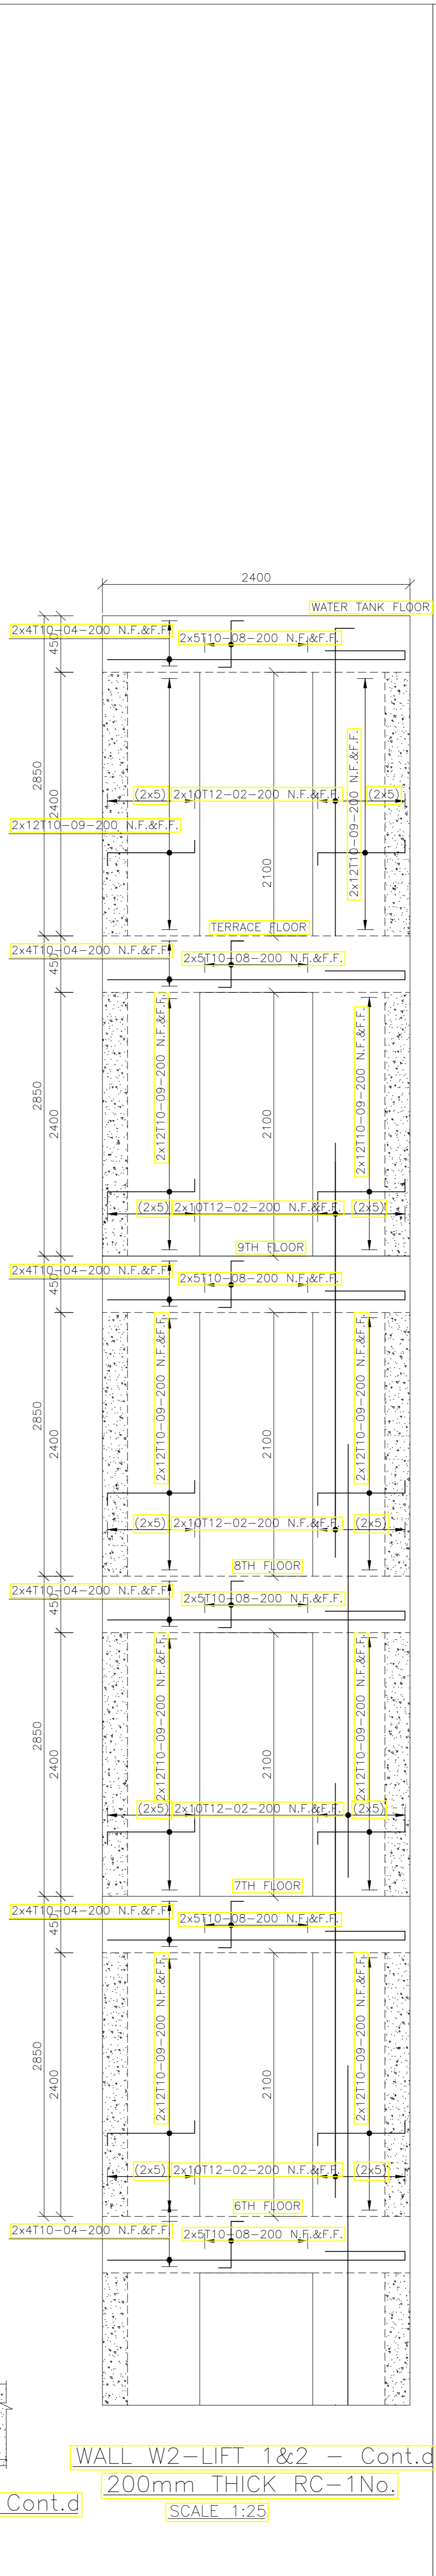 2400
WATER TANK FLOOR
2x4T10-04-200 N.F.&F.F.
2x5T10-08-200 N.F.&F.F.
450
2850
2400
(2x5)
2x10T12-02-200 N.F.&F.F.
(2x5)
2x12T10-09-200 N.F.&F.F.
2x12T10-09-200 N.F.&F.F.
2100
TERRACE FLOOR
2x4T10-04-200 N.F.&F.F.
2x5T10-08-200 N.F.&F.F.
450
2850
2400
2x12T10-09-200 N.F.&F.F.
2100
2x12T10-09-200 N.F.&F.F.
(2x5)
2x10T12-02-200 N.F.&F.F.
(2x5)
9TH FLOOR
2x4T10-04-200 N.F.&F.F.
2x5T10-08-200 N.F.&F.F.
450
2850
2400
2x12T10-09-200 N.F.&F.F.
2100
2x12T10-09-200 N.F.&F.F.
(2x5)
2x10T12-02-200 N.F.&F.F.
(2x5)
8TH FLOOR
2x4T10-04-200 N.F.&F.F.
2x5T10-08-200 N.F.&F.F.
450
2850
2400
2x12T10-09-200 N.F.&F.F.
2100
2x12T10-09-200 N.F.&F.F.
(2x5)
2x10T12-02-200 N.F.&F.F.
(2x5)
7TH FLOOR
2x4T10-04-200 N.F.&F.F.
2x5T10-08-200 N.F.&F.F.
450
2850
2400
2x12T10-09-200 N.F.&F.F.
2100
2x12T10-09-200 N.F.&F.F.
(2x5)
2x10T12-02-200 N.F.&F.F.
(2x5)
6TH FLOOR
2x4T10-04-200 N.F.&F.F.
2x5T10-08-200 N.F.&F.F.
WALL W2-LIFT 1&2 - Cont.d
200mm THICK RC-1No.
SCALE 1:25
Cont.d